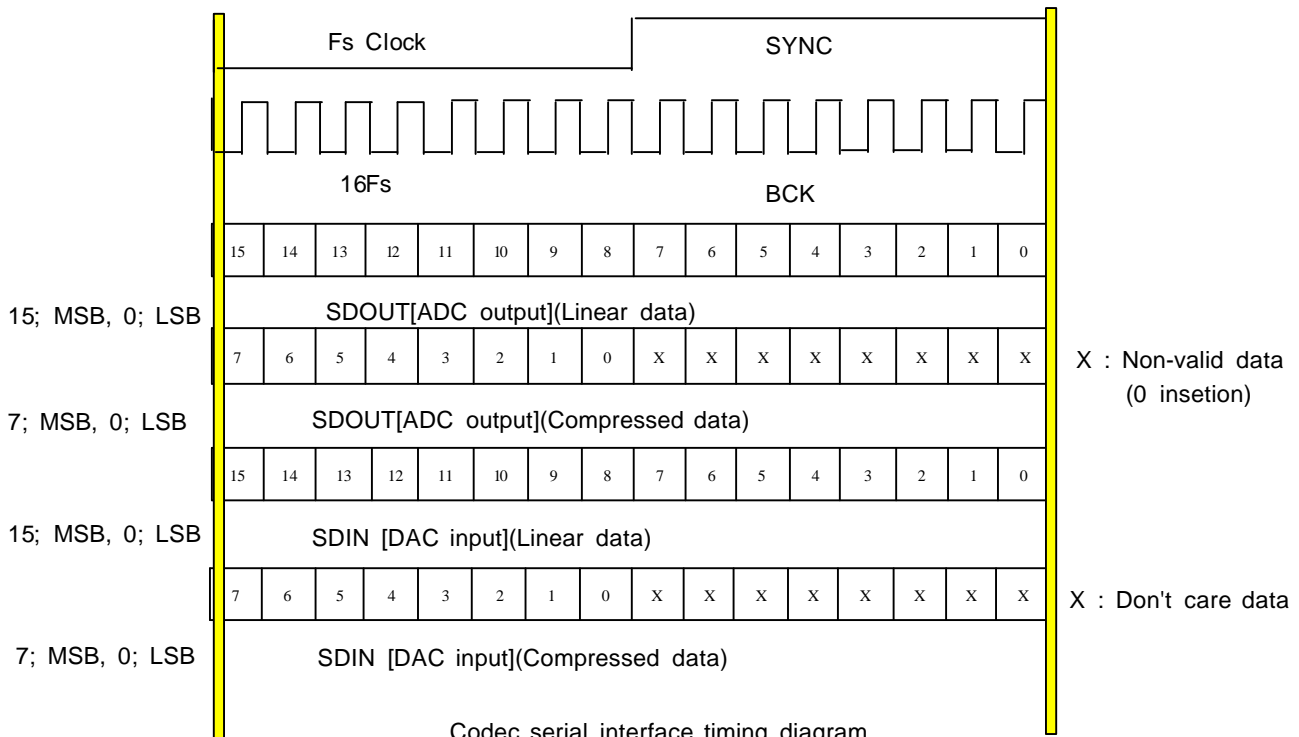 Fs Clock SYNC
16Fs BCK
15 14 13 12 11 10 9 8 7 6 5 4 3 2 1 0
15; MSB, 0; LSB SDOUT[ADC output](Linear data)
7 6 5 4 3 2 1 0 X X X X X X X X
X : Non-valid data
(0 insetion)
7; MSB, 0; LSB SDOUT[ADC output](Compressed data)
15 14 13 12 11 10 9 8 7 6 5 4 3 2 1 0
15; MSB, 0; LSB SDIN [DAC input](Linear data)
7 6 5 4 3 2 1 0 X X X X X X X X X : Don't care data
7; MSB, 0; LSB SDIN [DAC input](Compressed data)
Codec serial interface timing diagram